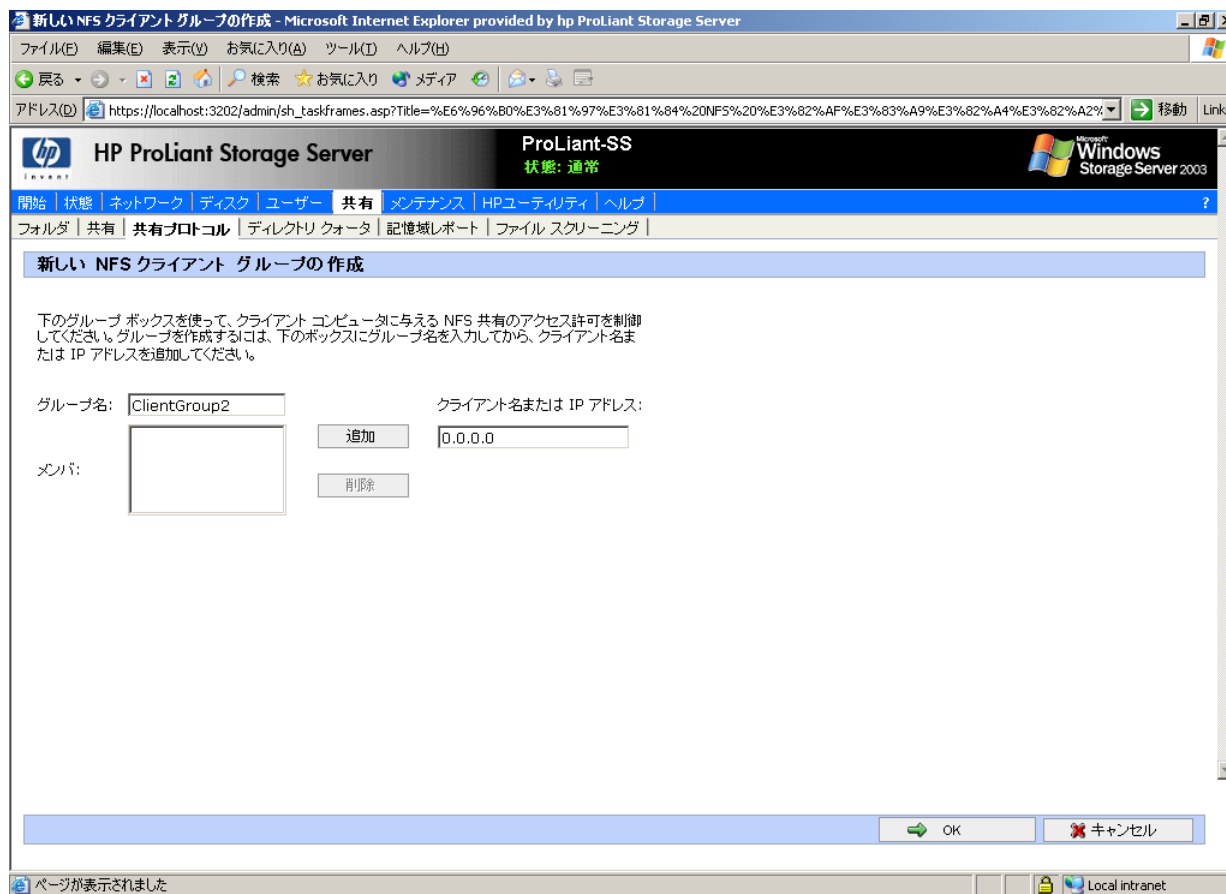 新しい NFS クライアント グループの作成 - Microsoft Internet Explorer provided by hp ProLiant Storage Server
ファイル(F) 編集(E) 表示(V) お気に入り(A) ツール(T) ヘルプ(H)
戻る 検索 お気に入り メディア
アドレス(D) https://localhost:3202/admin/sh_taskframes.asp?Title=%E6%96%B0%E3%81%97%E3%81%84%20NFS%20%E3%82%AF%E3%83%A9%E3%82%A4%E3%82%A2% 移動 Link
hp invent HP ProLiant Storage Server ProLiant-SS Microsoft Windows
状態: 通常 Storage Server 2003
開始 | 状態 | ネットワーク | ディスク | ユーザー | 共有 | メンテナンス | HPユーティリティ | ヘルプ | ?
フォルダ | 共有 | 共有プロトコル | ディレクトリ クォータ | 記憶域レポート | ファイル スクリーニング |
新しい NFS クライアント グループの作成
下のグループ ボックスを使って、クライアント コンピュータに与える NFS 共有のアクセス許可を制御
してください。グループを作成するには、下のボックスにグループ名を入力してから、クライアント名ま
たは IP アドレスを追加してください。
グループ名: ClientGroup2 クライアント名または IP アドレス:
追加 0.0.0.0
メンバ:
削除
OK キャンセル
ページが表示されました Local intranet